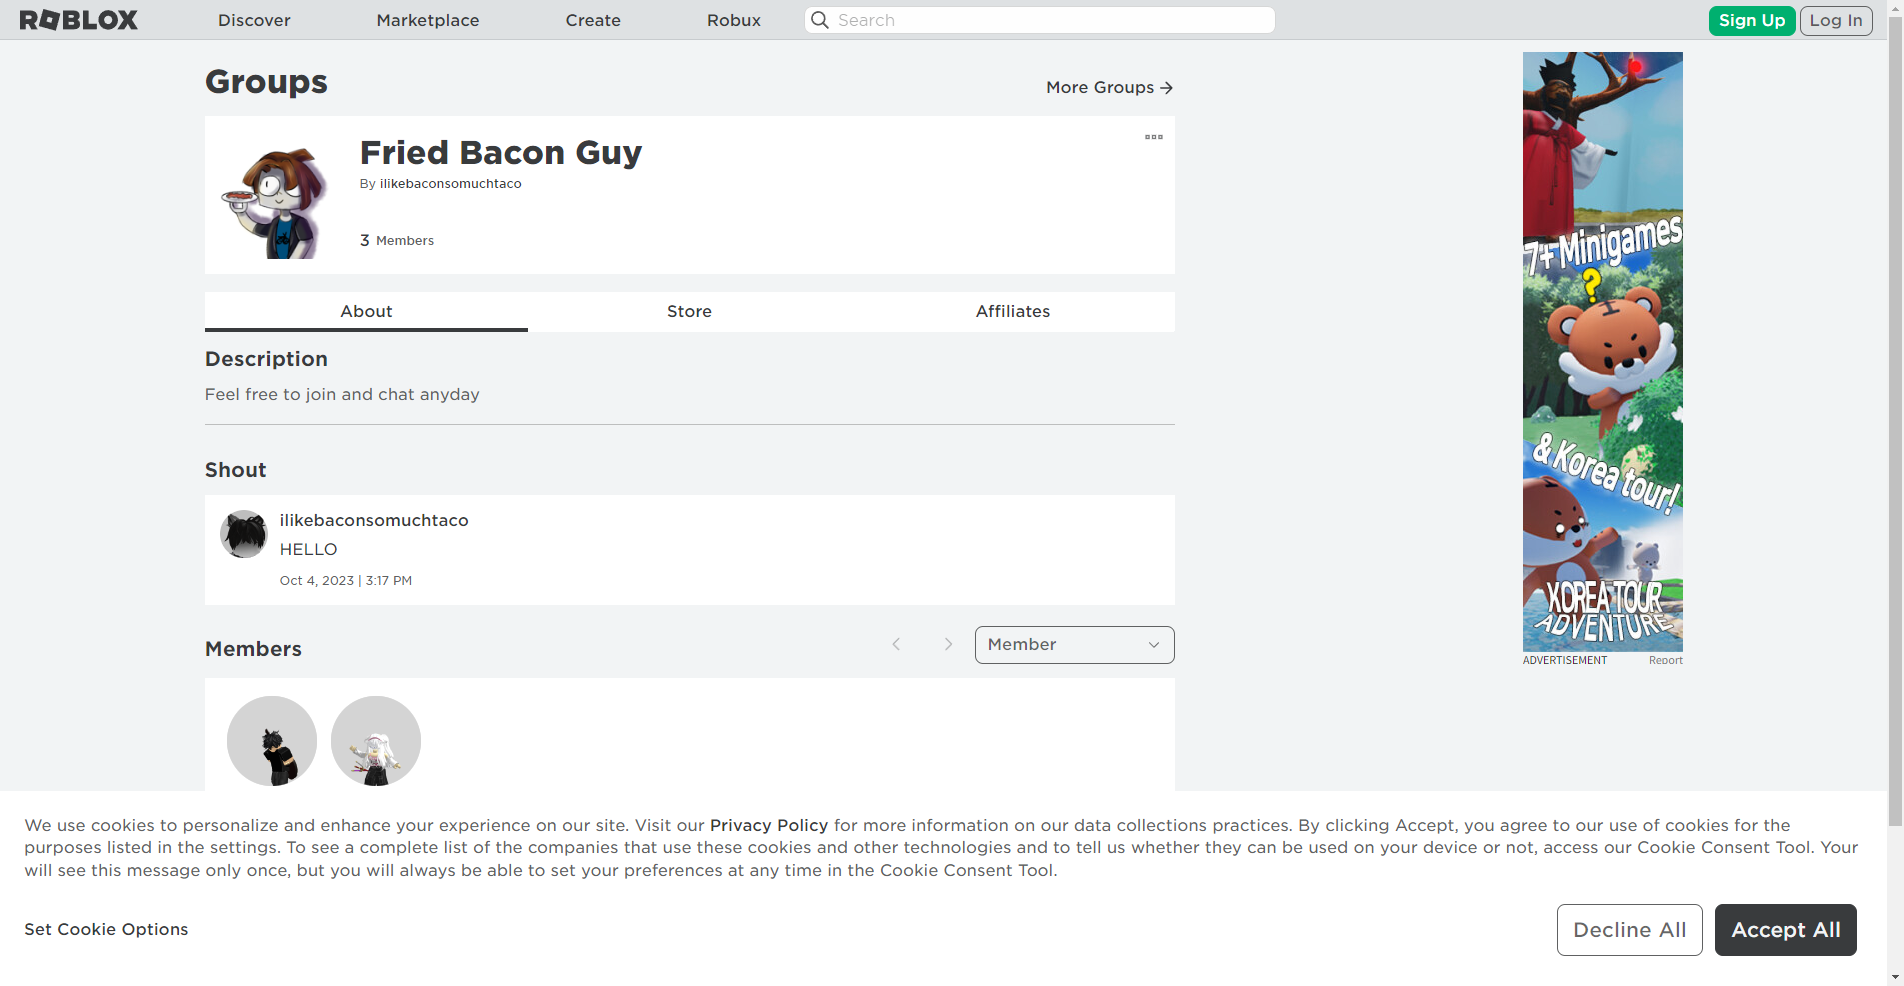 ROBLOX
Discover
Marketplace
Create
Robux
Search
Sign Up
Log In
Groups
More Groups
Fried Bacon Guy
By ilikebaconsomuchtaco
3 Members
About
Store
Affiliates
Description
Feel free to join and chat anyday
Shout
ilikebaconsomuchtaco
HELLO
Oct 4, 2023 | 3:17 PM
Members
Member
7+ Minigames
?
& Korea tour!
KOREA TOUR
ADVENTURE
ADVERTISEMENT
Report
We use cookies to personalize and enhance your experience on our site. Visit our Privacy Policy for more information on our data collections practices. By clicking Accept, you agree to our use of cookies for the
purposes listed in the settings. To see a complete list of the companies that use these cookies and other technologies and to tell us whether they can be used on your device or not, access our Cookie Consent Tool. Your
will see this message only once, but you will always be able to set your preferences at any time in the Cookie Consent Tool.
Set Cookie Options
Decline All
Accept All